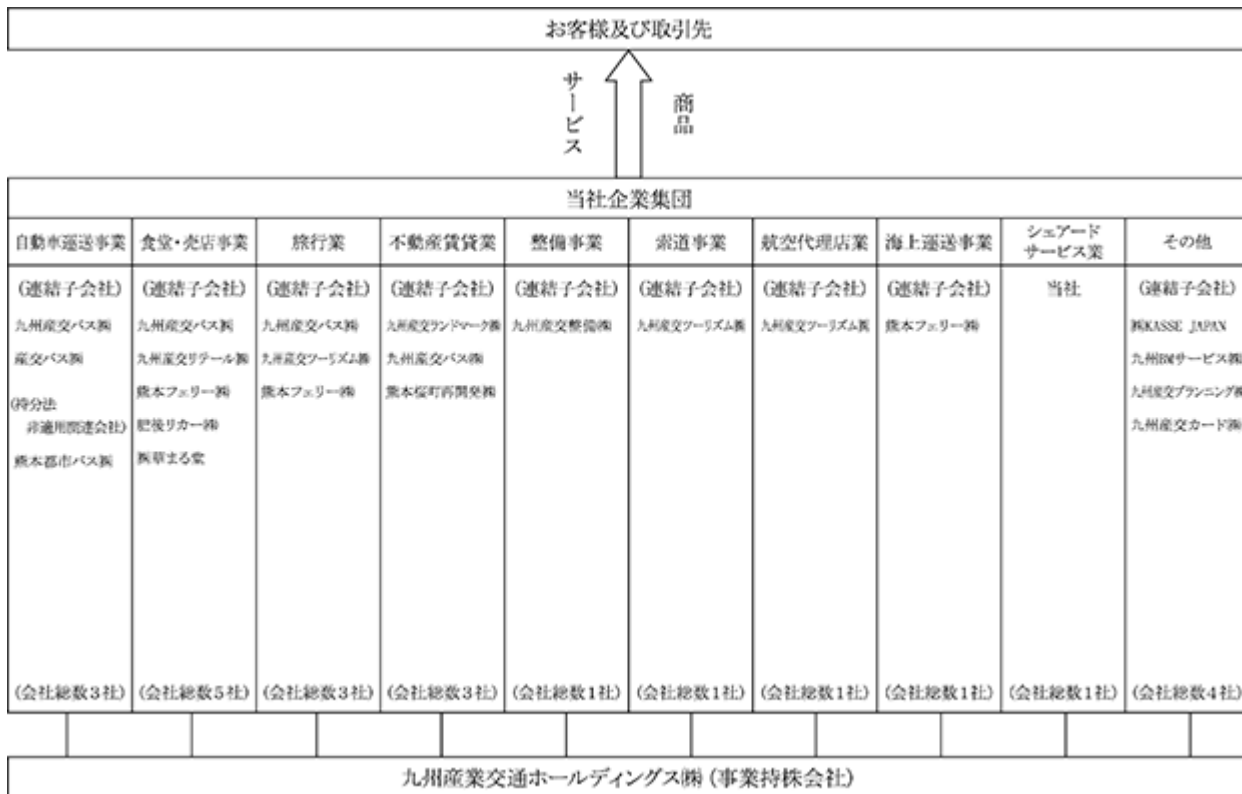 お客様及び取引先
サービス
商品
当社企業集団
自動車運送事業
(連結子会社)
九州産交バス㈱
産交バス㈱
(持分法
非適用関連会社)
熊本都市バス㈱
(会社総数3社)
食堂・売店事業
(連結子会社)
九州産交バス㈱
九州産交リテール㈱
熊本フェリー㈱
肥後リカー㈱
㈱草まる堂
(会社総数5社)
旅行業
(連結子会社)
九州産交バス㈱
九州産交ツーリズム㈱
熊本フェリー㈱
(会社総数3社)
不動産賃貸業
(連結子会社)
九州産交ランドマーク㈱
九州産交バス㈱
熊本桜町再開発㈱
(会社総数3社)
整備事業
(連結子会社)
九州産交整備㈱
(会社総数1社)
索道事業
(連結子会社)
九州産交ツーリズム㈱
(会社総数1社)
航空代理店業
(連結子会社)
九州産交ツーリズム㈱
(会社総数1社)
海上運送事業
(連結子会社)
熊本フェリー㈱
(会社総数1社)
シェアード
サービス業
当社
(会社総数1社)
その他
(連結子会社)
㈱KASSE JAPAN
九州BMサービス㈱
九州産交プランニング㈱
九州産交カード㈱
(会社総数4社)
九州産業交通ホールディングス㈱(事業持株会社)